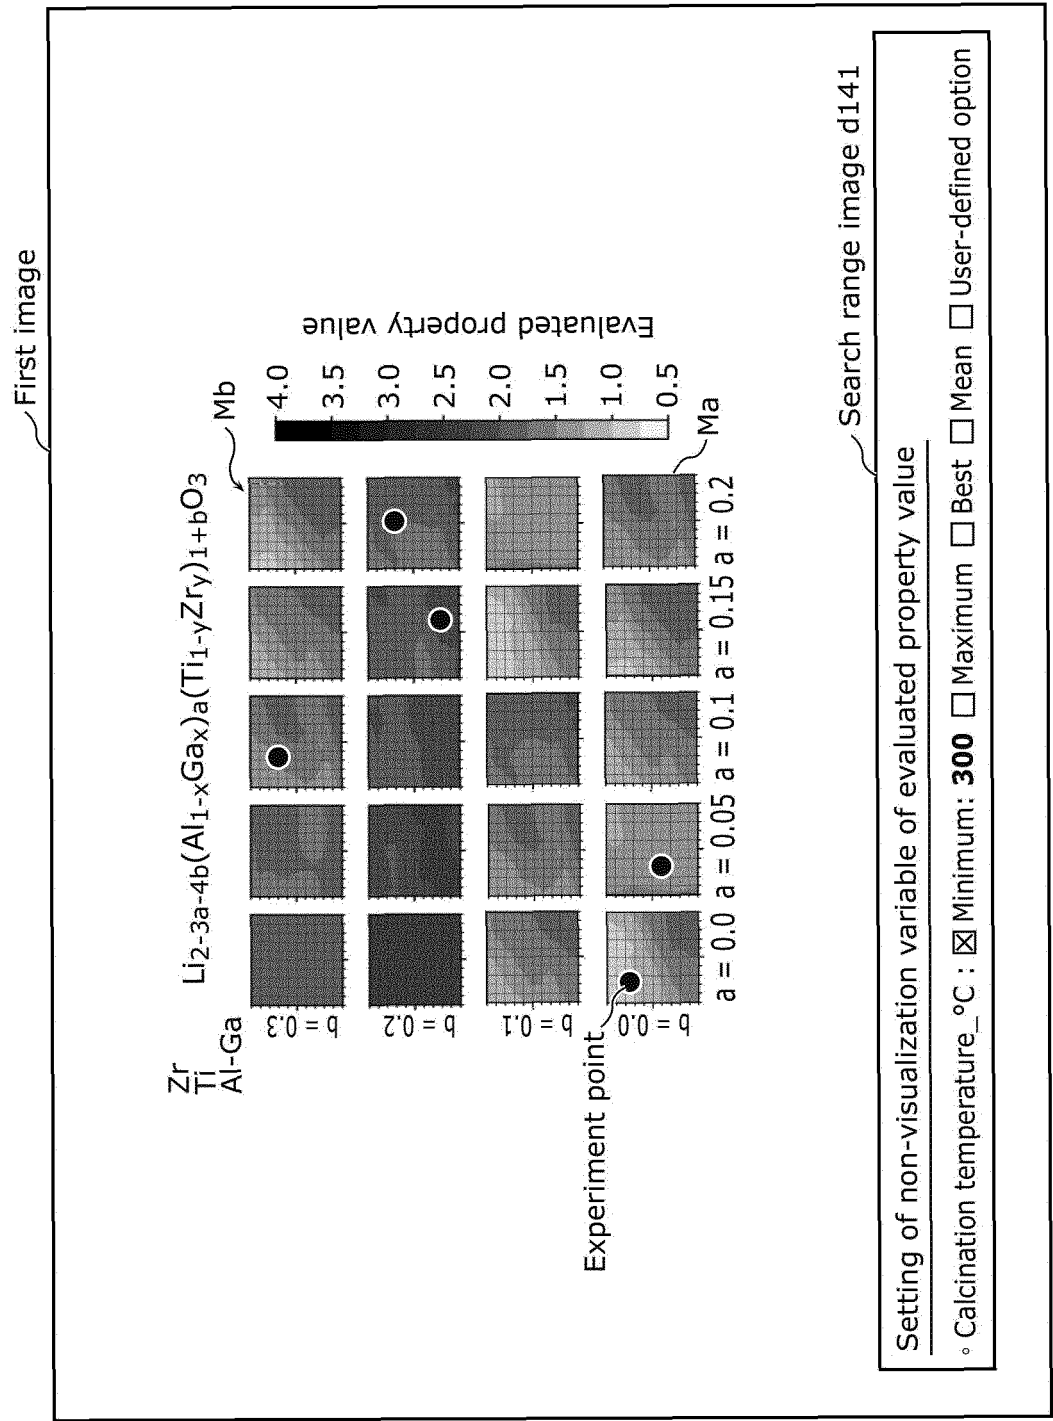 First image
Zr
Ti
Al-Ga
Li2-3a-4b(Al1-xGax)a(Ti1-yZry)1+bO3
Mb
b = 0.3
b = 0.2
b = 0.1
b = 0.0
a = 0.0
a = 0.05
a = 0.1
a = 0.15
a = 0.2
Ma
4.0
3.5
3.0
2.5
2.0
1.5
1.0
0.5
Evaluated property value
Experiment point
Search range image d141
Setting of non-visualization variable of evaluated property value
◦ Calcination temperature_°C : ☒ Minimum: 300 ☐ Maximum ☐ Best ☐ Mean ☐ User-defined option